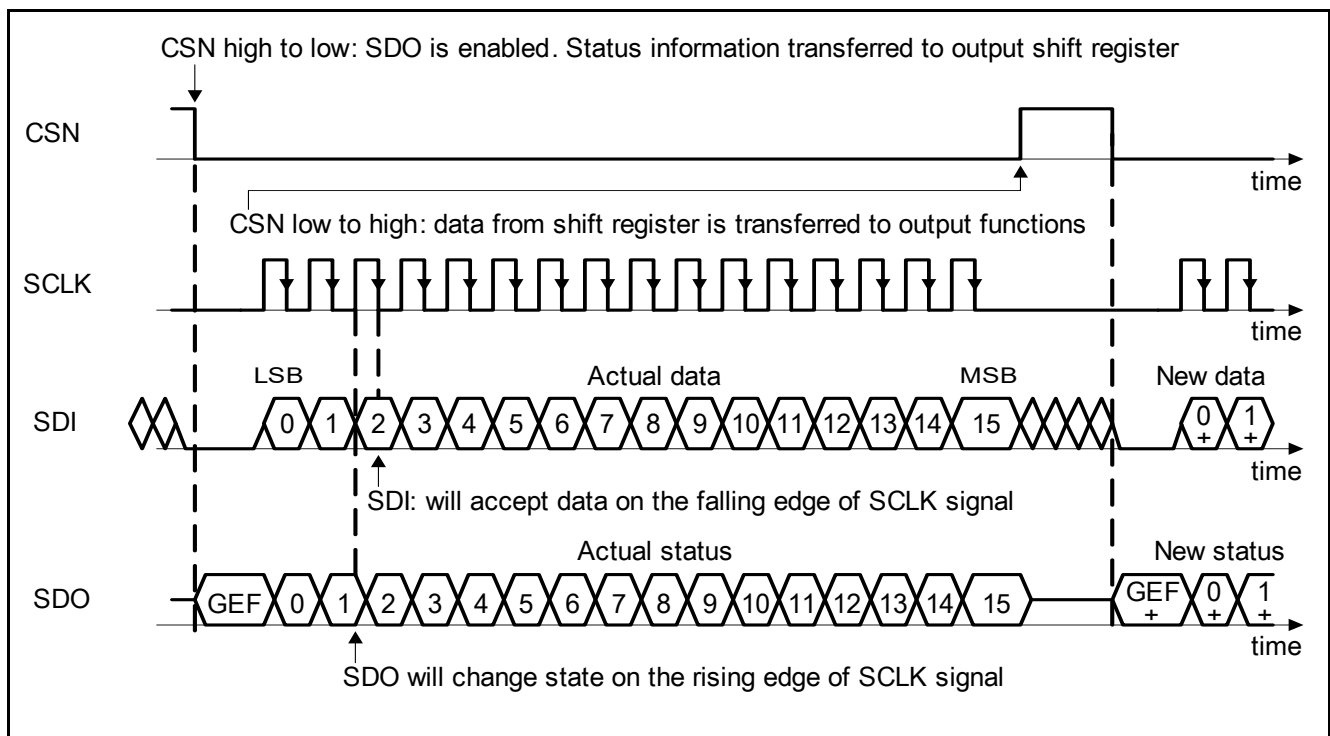 CSN high to low: SDO is enabled. Status information transferred to output shift register
CSN
time
CSN low to high: data from shift register is transferred to output functions
SCLK
time
LSB Actual data MSB New data
SDI 0 1 2 3 4 5 6 7 8 9 10 11 12 13 14 15 0+ 1+
time
SDI: will accept data on the falling edge of SCLK signal
Actual status New status
SDO GEF 0 1 2 3 4 5 6 7 8 9 10 11 12 13 14 15 GEF+ 0+ 1+
time
SDO will change state on the rising edge of SCLK signal